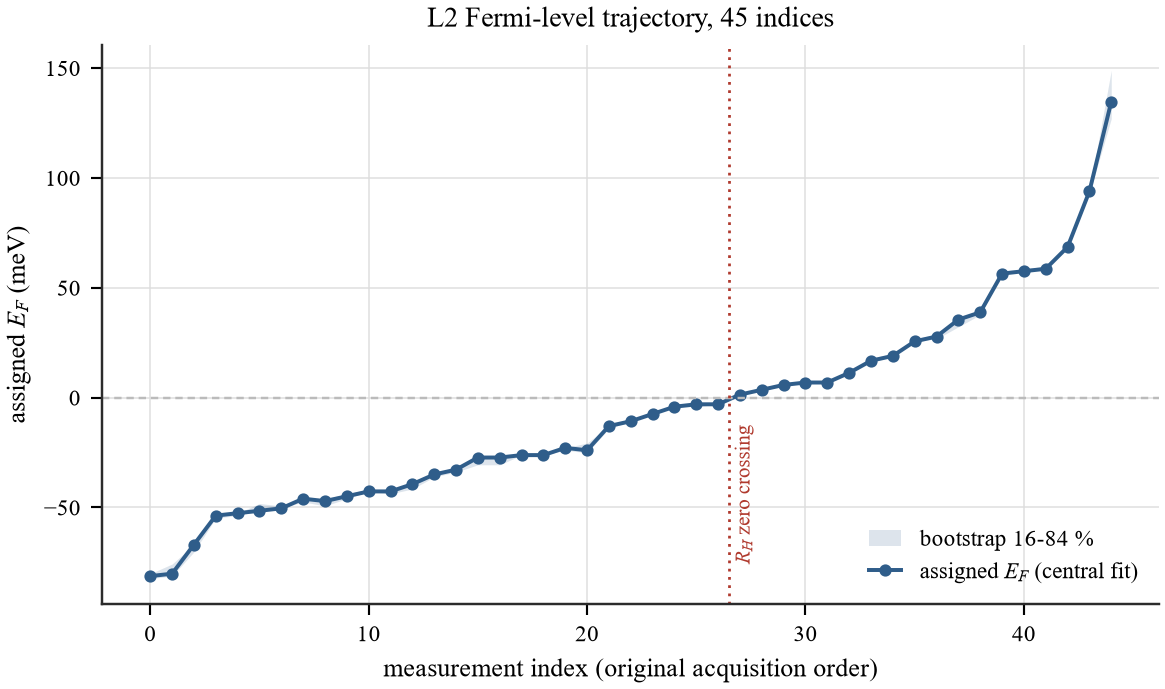 L2 Fermi-level trajectory, 45 indices
assigned E_F (meV)
150
100
50
0
−50
R_H zero crossing
bootstrap 16-84 %
assigned E_F (central fit)
0
10
20
30
40
measurement index (original acquisition order)